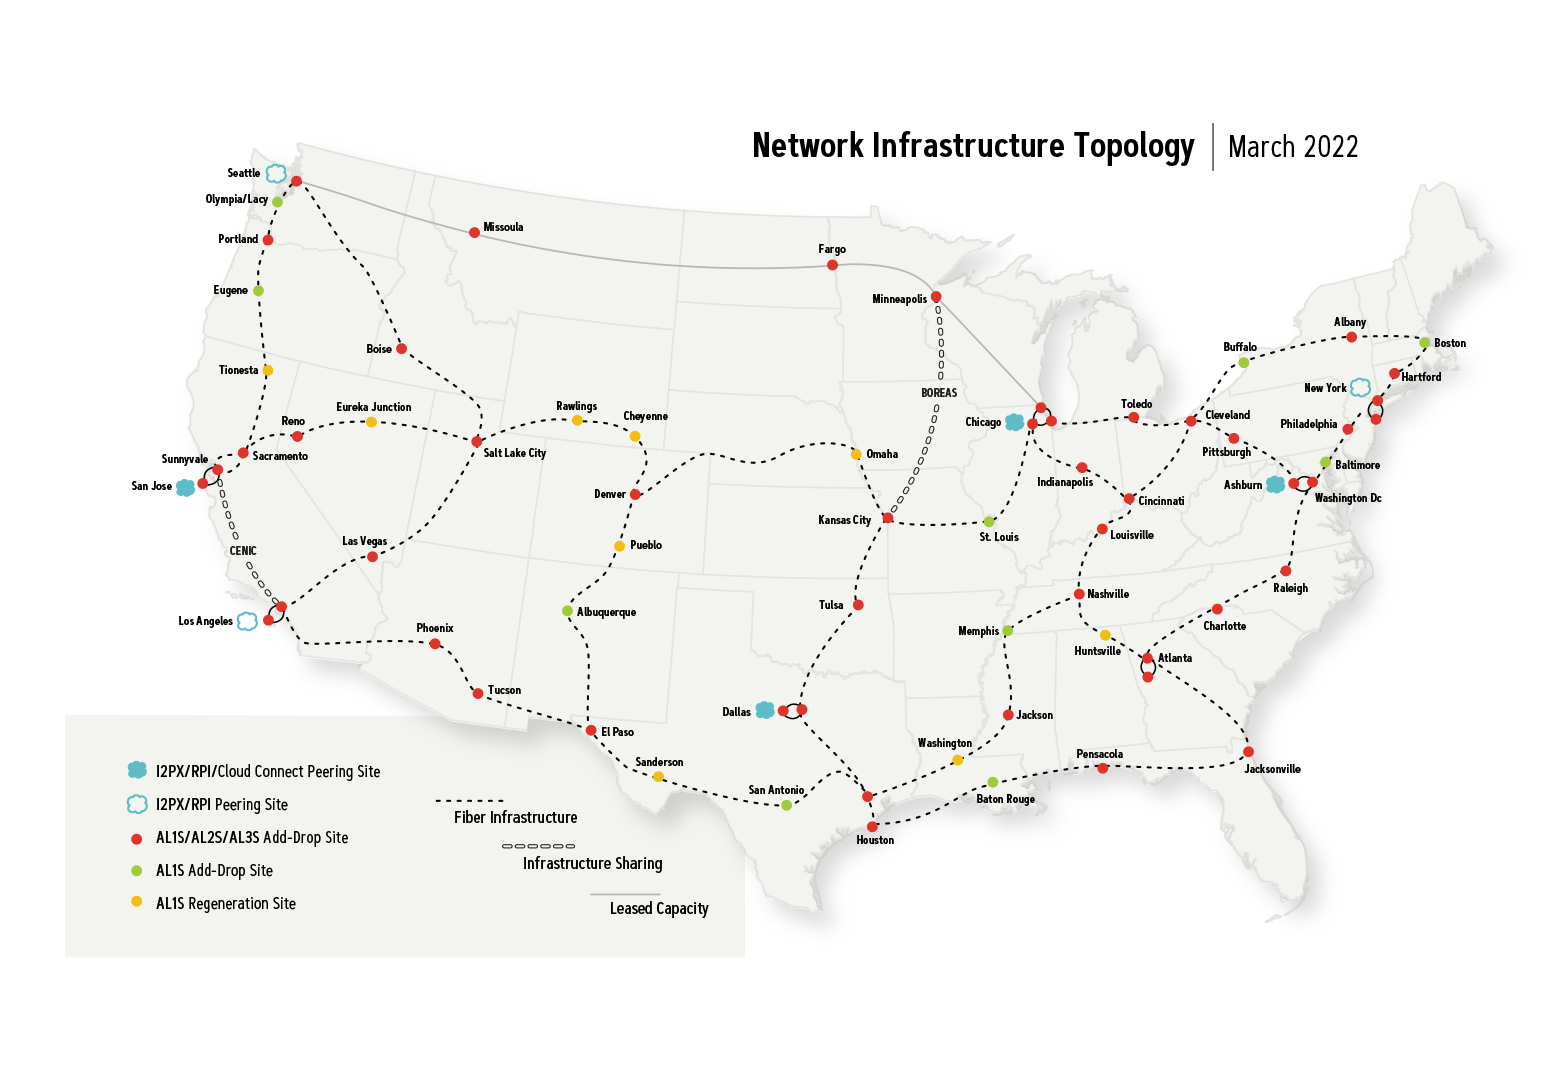 Network Infrastructure Topology | March 2022
Seattle
Olympia/Lacy
Portland
Missoula
Fargo
Eugene
Minneapolis
Albany
Boston
Buffalo
Boise
Tionesta
Hartford
New York
BOREAS
Rawlings
Eureka Junction
Cheyenne
Toledo
Cleveland
Reno
Chicago
Philadelphia
Sacramento
Salt Lake City
Omaha
Pittsburgh
Sunnyvale
Baltimore
Indianapolis
San Jose
Ashburn
Denver
Washington Dc
Cincinnati
Kansas City
St. Louis
Louisville
Las Vegas
Pueblo
CENIC
Raleigh
Nashville
Tulsa
Albuquerque
Los Angeles
Charlotte
Phoenix
Memphis
Huntsville
Atlanta
Tucson
Dallas
Jackson
El Paso
Washington
Pensacola
Sanderson
Jacksonville
San Antonio
Baton Rouge
Houston
I2PX/RPI/Cloud Connect Peering Site
I2PX/RPI Peering Site
AL1S/AL2S/AL3S Add-Drop Site
AL1S Add-Drop Site
AL1S Regeneration Site
Fiber Infrastructure
Infrastructure Sharing
Leased Capacity